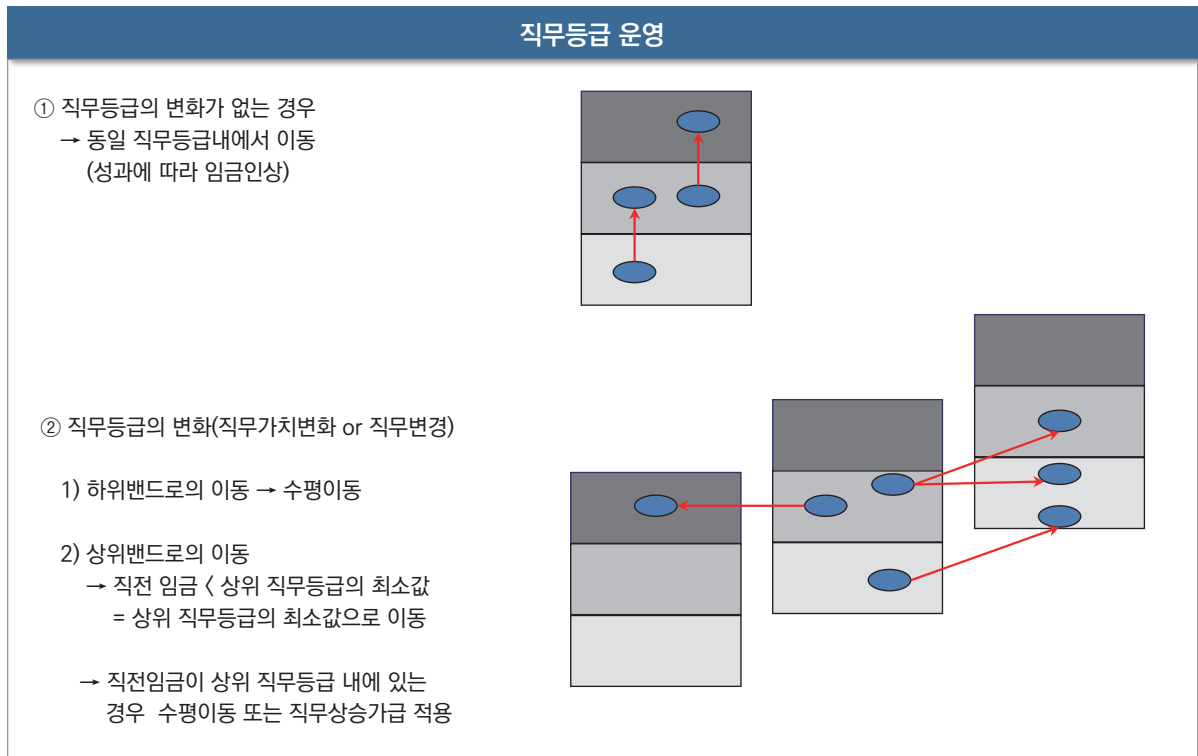 직무등급 운영
① 직무등급의 변화가 없는 경우
→ 동일 직무등급내에서 이동
(성과에 따라 임금인상)
② 직무등급의 변화(직무가치변화 or 직무변경)
1) 하위밴드로의 이동 → 수평이동
2) 상위밴드로의 이동
→ 직전 임금 < 상위 직무등급의 최소값
= 상위 직무등급의 최소값으로 이동
→ 직전임금이 상위 직무등급 내에 있는
경우 수평이동 또는 직무상승가급 적용